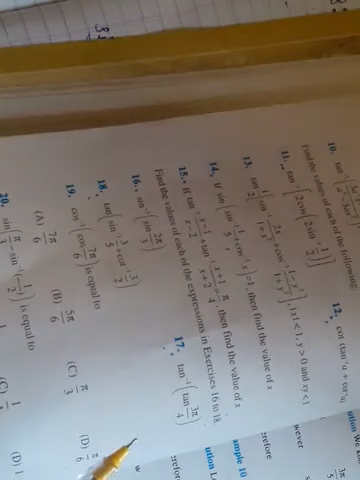 10. tan⁻¹
Find the value of each of the following:
11. tan⁻¹[2cos(2sin⁻¹ 1/2)]
12. cot (tan⁻¹a + cot⁻¹a)
13. tan 1/2 [sin⁻¹ 2x/1+x² + cos⁻¹ 1–y²/1+y²], |x| < 1, y > 0 and xy < 1
14. If sin(sin⁻¹ 1/5 + cos⁻¹ x) = 1, then find the value of x
15. If tan⁻¹ x–1/x–2 + tan⁻¹ x+1/x+2 = π/4, then find the value of x
Find the values of each of the expressions in Exercises 16 to 18.
16. sin⁻¹(sin 2π/3)
17. tan⁻¹(tan 3π/4)
18. tan(sin⁻¹ 3/5 + cot⁻¹ 3/2)
19. cos⁻¹(cos 7π/6) is equal to
(A) 7π/6 (B) 5π/6 (C) π/3 (D) π/6
20. sin(π/3 – sin⁻¹(–1/2)) is equal to
(D) 1
wever
erefore
ample 10